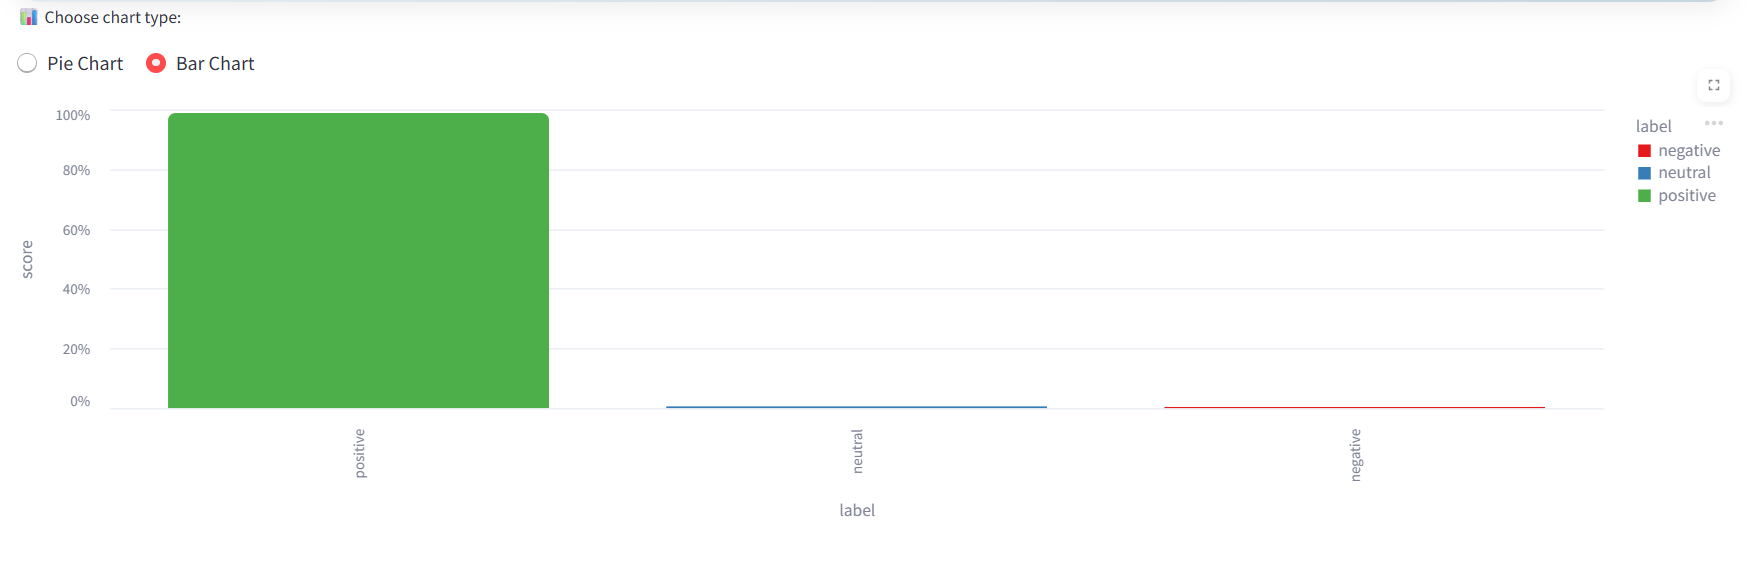 Choose chart type:
Pie Chart
Bar Chart
100%
80%
60%
40%
20%
0%
score
positive
neutral
negative
label
label
negative
neutral
positive